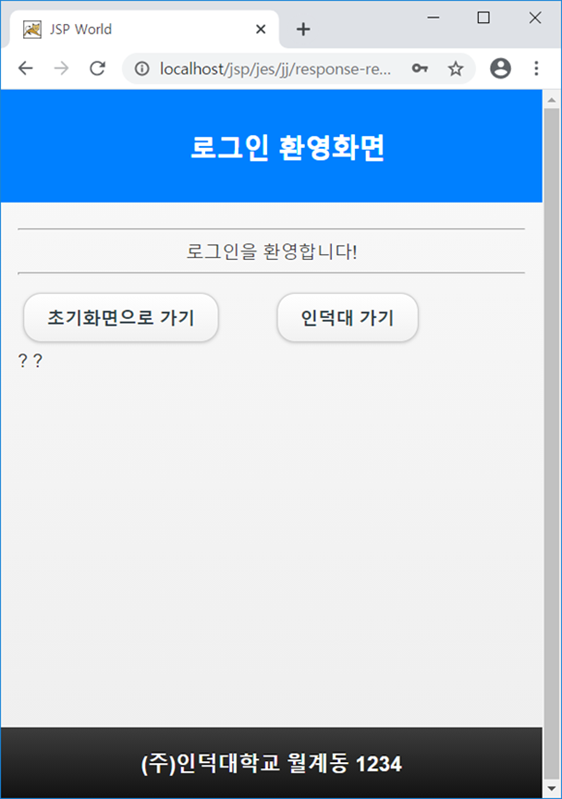 JSP World
localhost/jsp/jes/jj/response-re...
로그인 환영화면
로그인을 환영합니다!
초기화면으로 가기 인덕대 가기
? ?
(주)인덕대학교 월계동 1234